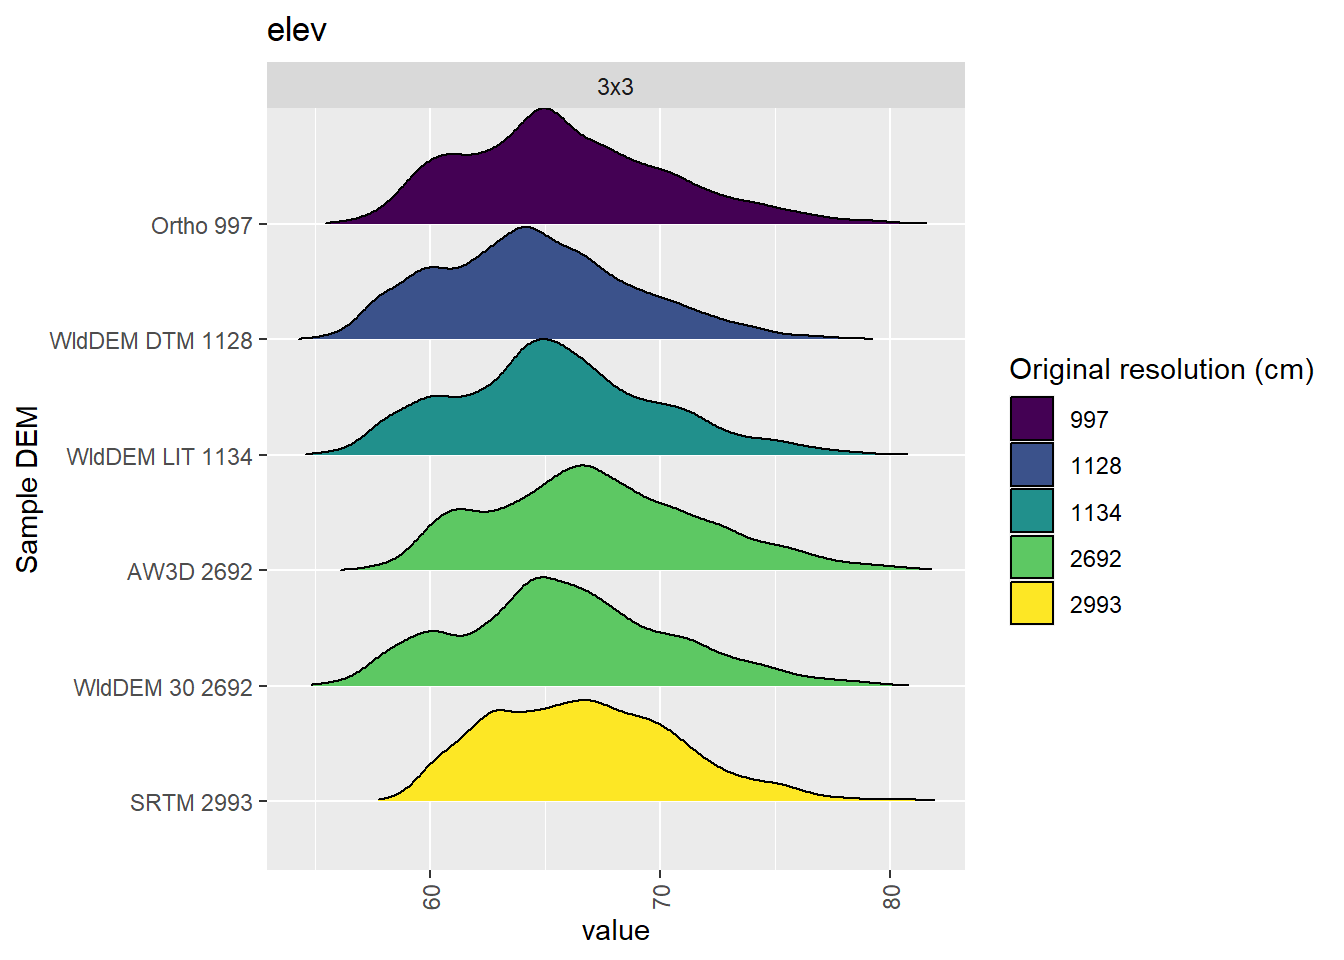 elev
3x3
Ortho 997
WldDEM DTM 1128
WldDEM LIT 1134
AW3D 2692
WldDEM 30 2692
SRTM 2993
Sample DEM
60
70
80
value
Original resolution (cm)
997
1128
1134
2692
2993